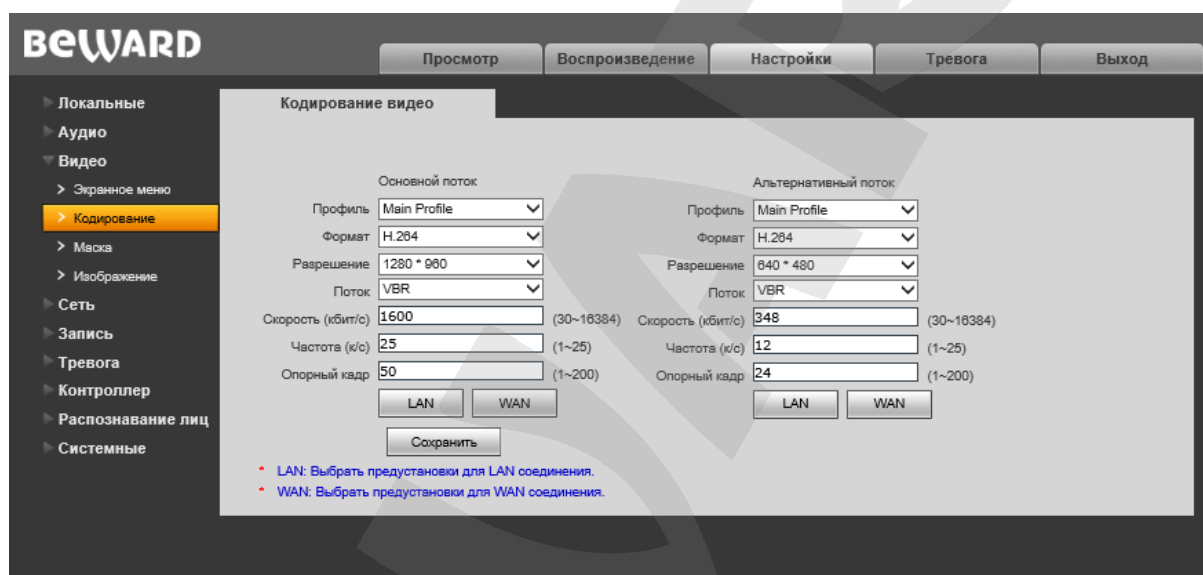 BEWARD
Просмотр Воспроизведение Настройки Тревога Выход
Локальные
Аудио
Видео
> Экранное меню
> Кодирование
> Маска
> Изображение
Сеть
Запись
Тревога
Контроллер
Распознавание лиц
Системные
Кодирование видео
Основной поток
Профиль Main Profile
Формат H.264
Разрешение 1280 * 960
Поток VBR
Скорость (кбит/с) 1600 (30~16384)
Частота (к/с) 25 (1~25)
Опорный кадр 50 (1~200)
LAN WAN
Альтернативный поток
Профиль Main Profile
Формат H.264
Разрешение 640 * 480
Поток VBR
Скорость (кбит/с) 348 (30~16384)
Частота (к/с) 12 (1~25)
Опорный кадр 24 (1~200)
LAN WAN
Сохранить
* LAN: Выбрать предустановки для LAN соединения.
* WAN: Выбрать предустановки для WAN соединения.